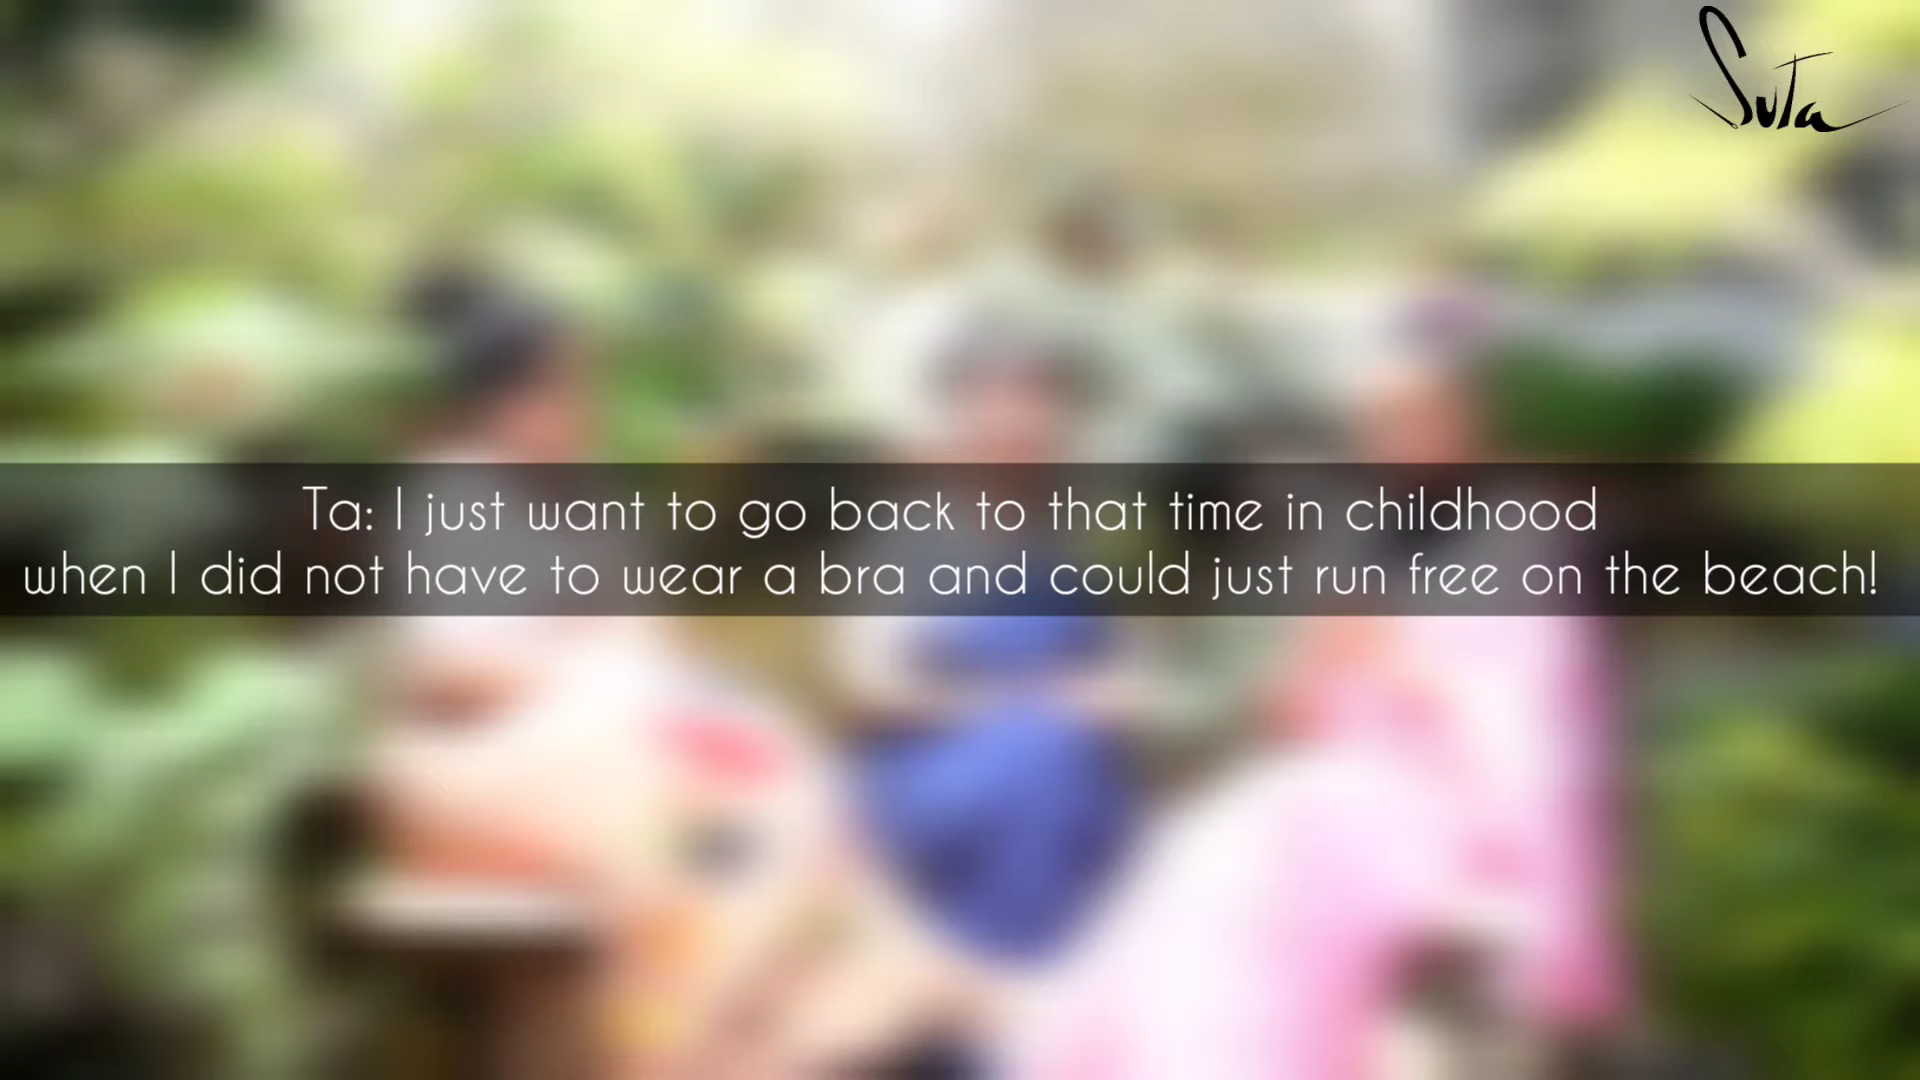 Suta
Ta: I just want to go back to that time in childhood
when I did not have to wear a bra and could just run free on the beach!